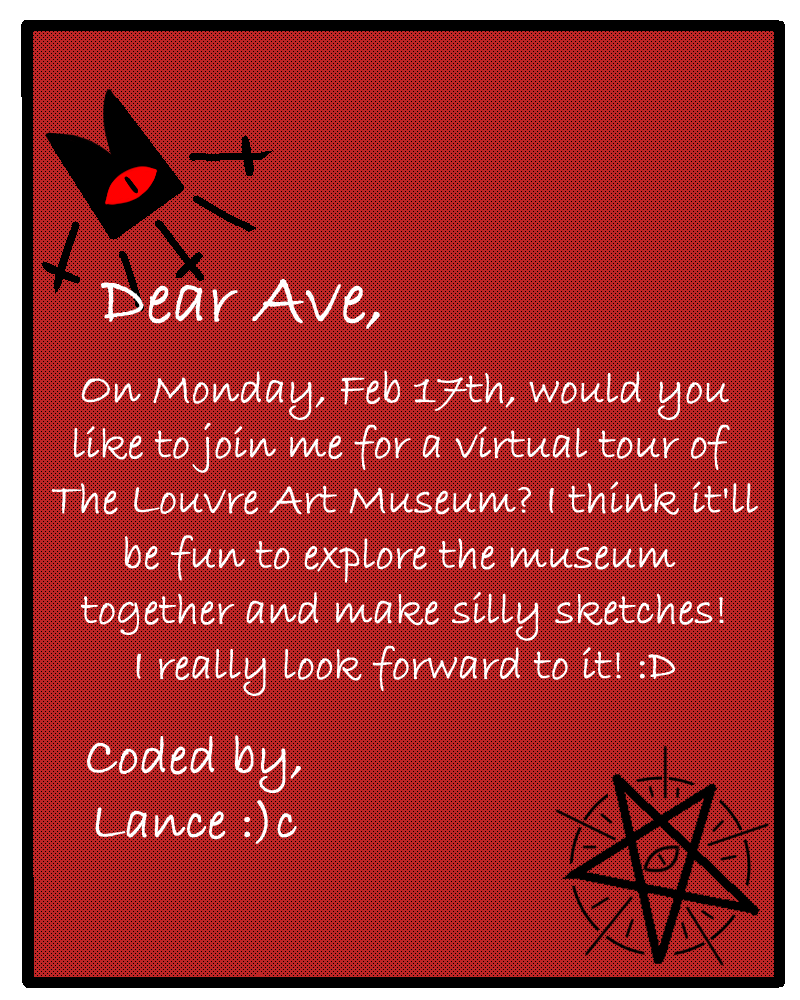 Dear Ave,
On Monday, Feb 17th, would you
like to join me for a virtual tour of
The Louvre Art Museum? I think it'll
be fun to explore the museum
together and make silly sketches!
I really look forward to it! :D
Coded by,
Lance :)c